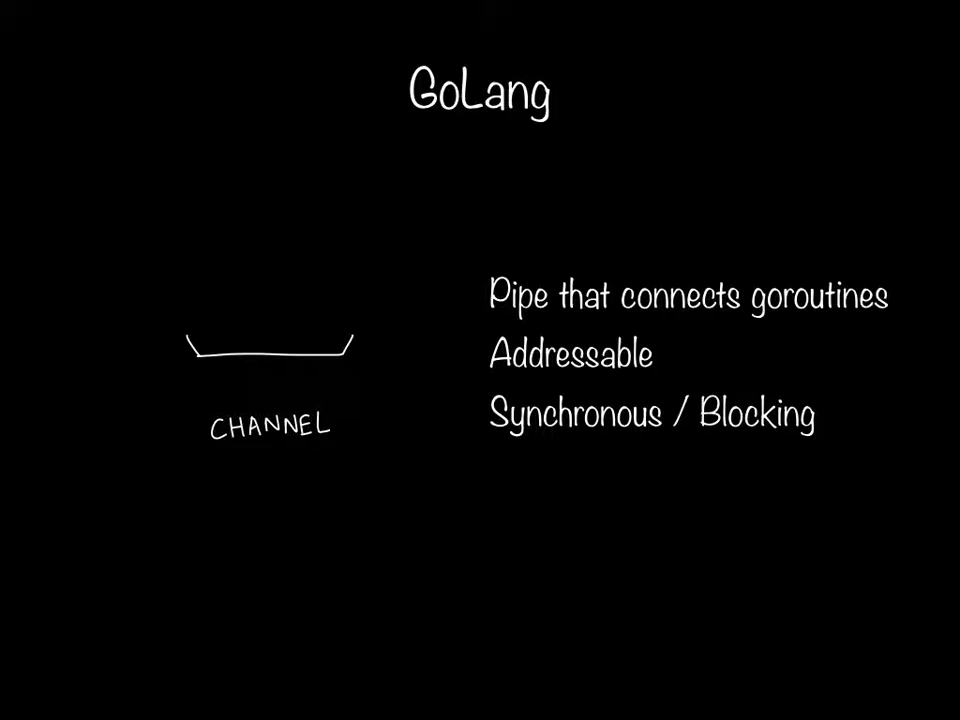 GoLang
Pipe that connects goroutines
Addressable
Synchronous / Blocking
CHANNEL